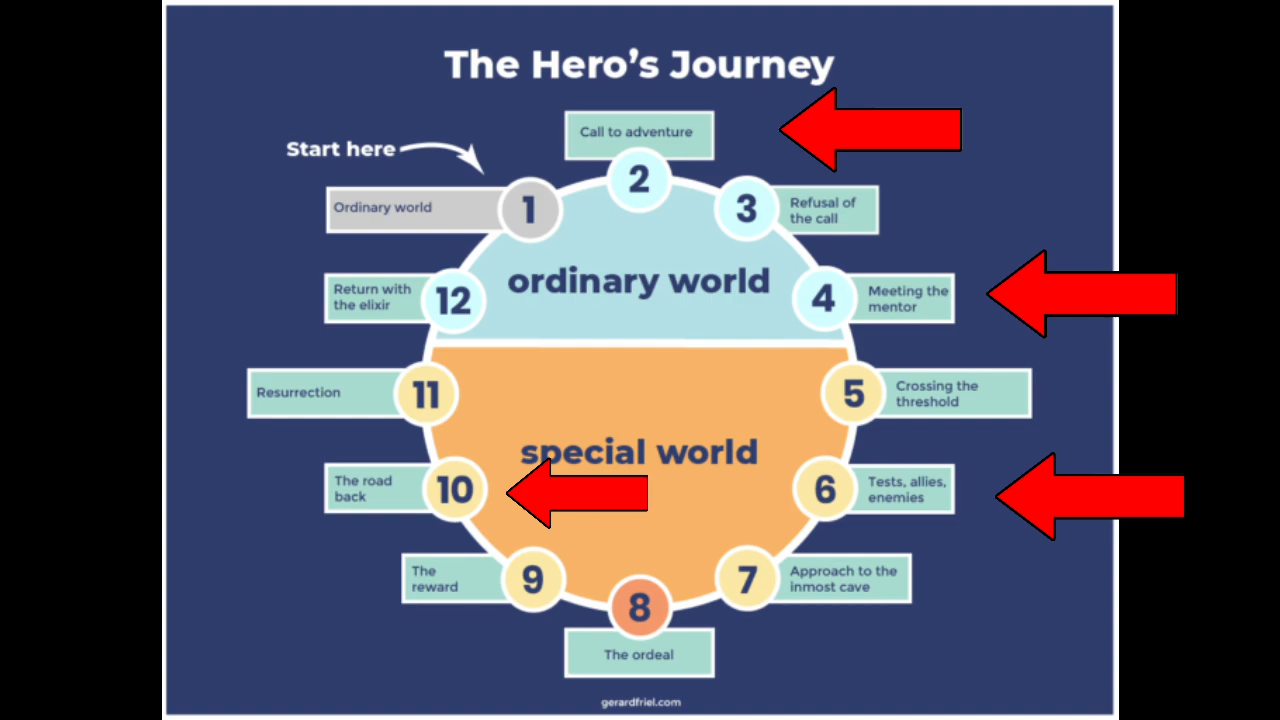 The Hero's Journey
Start here
1
Ordinary world
2
Call to adventure
3
Refusal of
the call
4
Meeting the
mentor
5
Crossing the
threshold
6
Tests, allies,
enemies
7
Approach to the
inmost cave
8
The ordeal
9
The
reward
10
The road
back
11
Resurrection
12
Return with
the elixir
ordinary world
special world
gerardfriel.com